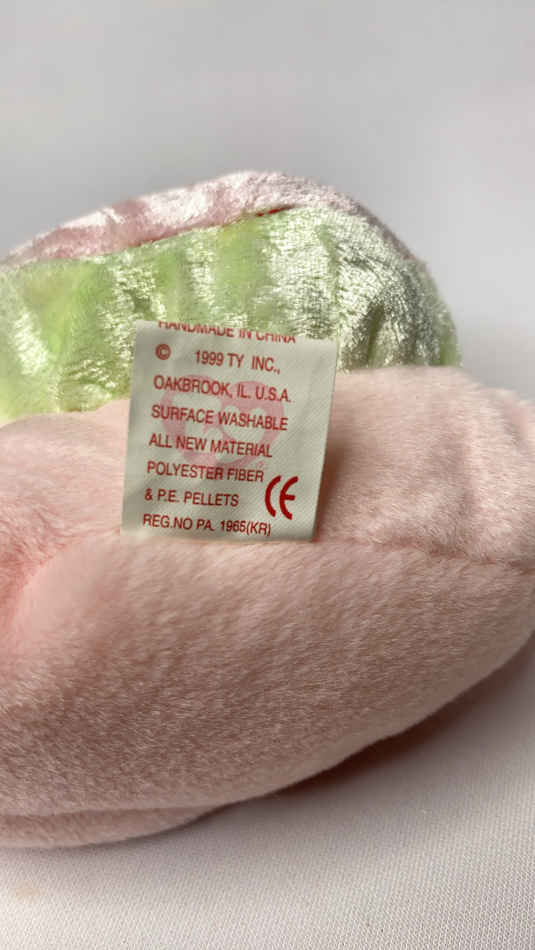 HANDMADE IN CHINA
© 1999 TY INC.,
OAKBROOK, IL. U.S.A.
SURFACE WASHABLE
ALL NEW MATERIAL
POLYESTER FIBER
& P.E. PELLETS
CE
REG.NO PA. 1965(KR)